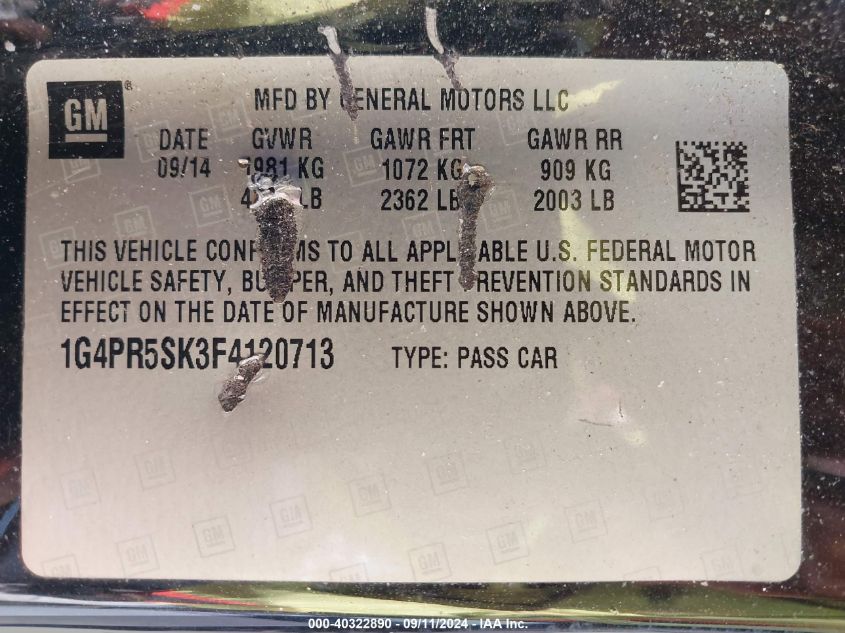 GM
MFD BY GENERAL MOTORS LLC
DATE GVWR GAWR FRT GAWR RR
09/14 1981 KG 1072 KG 909 KG
LB 2362 LB 2003 LB
THIS VEHICLE CONFORMS TO ALL APPLICABLE U.S. FEDERAL MOTOR
VEHICLE SAFETY, BUMPER, AND THEFT PREVENTION STANDARDS IN
EFFECT ON THE DATE OF MANUFACTURE SHOWN ABOVE.
1G4PR5SK3F4120713 TYPE: PASS CAR
000-40322890 - 09/11/2024 - IAA Inc.